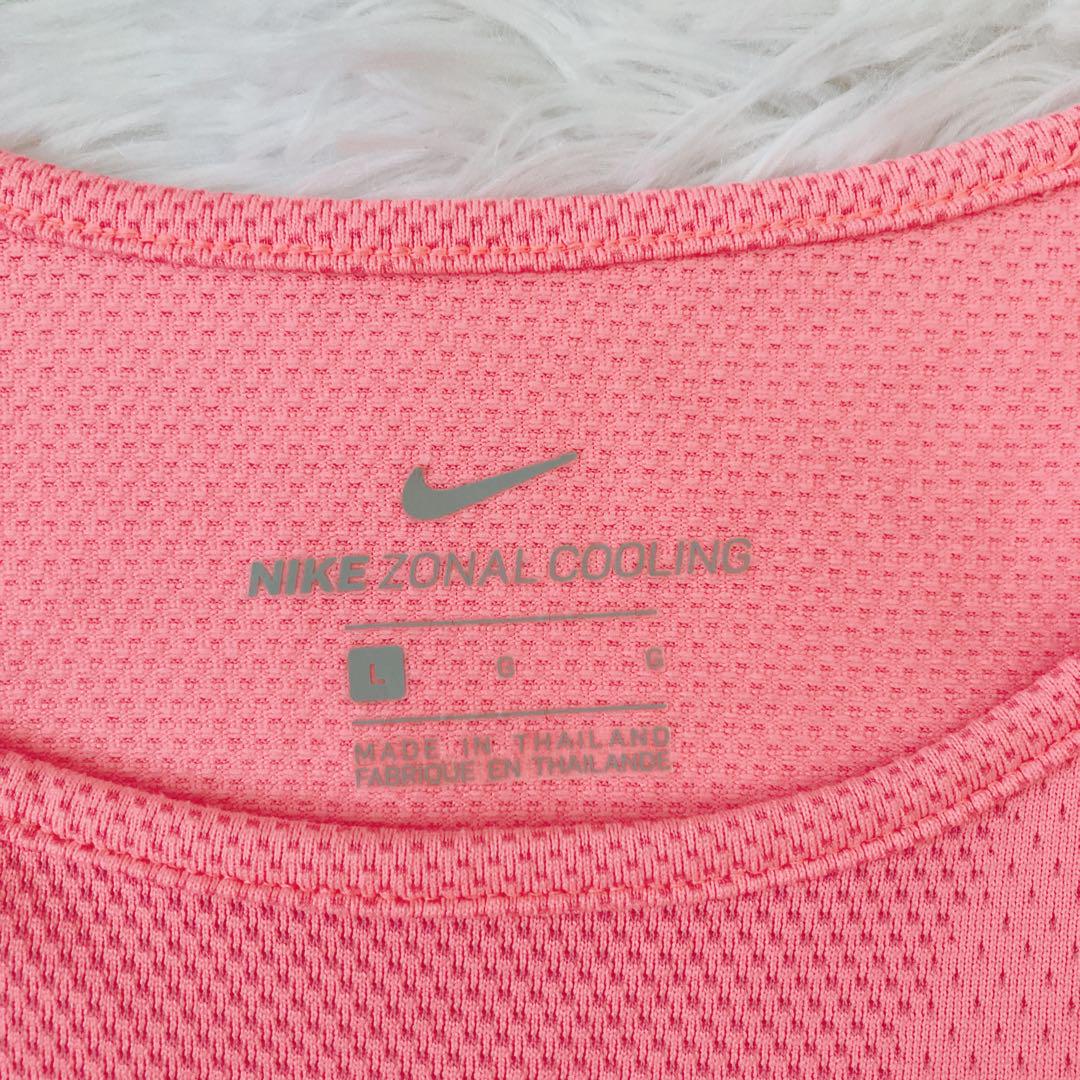 NIKE ZONAL COOLING
L G G
MADE IN THAILAND
FABRIQUE EN THAILANDE